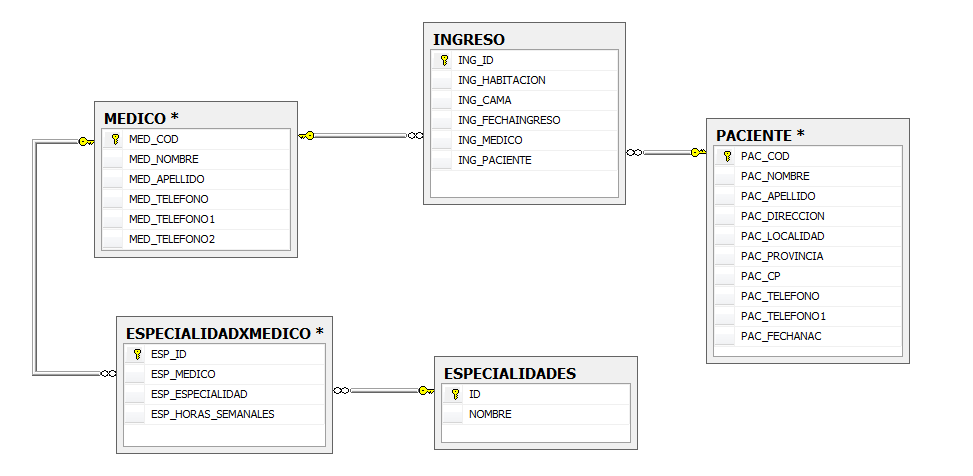 INGRESO
ING_ID
ING_HABITACION
ING_CAMA
ING_FECHAINGRESO
ING_MEDICO
ING_PACIENTE
MEDICO *
MED_COD
MED_NOMBRE
MED_APELLIDO
MED_TELEFONO
MED_TELEFONO1
MED_TELEFONO2
PACIENTE *
PAC_COD
PAC_NOMBRE
PAC_APELLIDO
PAC_DIRECCION
PAC_LOCALIDAD
PAC_PROVINCIA
PAC_CP
PAC_TELEFONO
PAC_TELEFONO1
PAC_FECHANAC
ESPECIALIDADXMEDICO *
ESP_ID
ESP_MEDICO
ESP_ESPECIALIDAD
ESP_HORAS_SEMANALES
ESPECIALIDADES
ID
NOMBRE